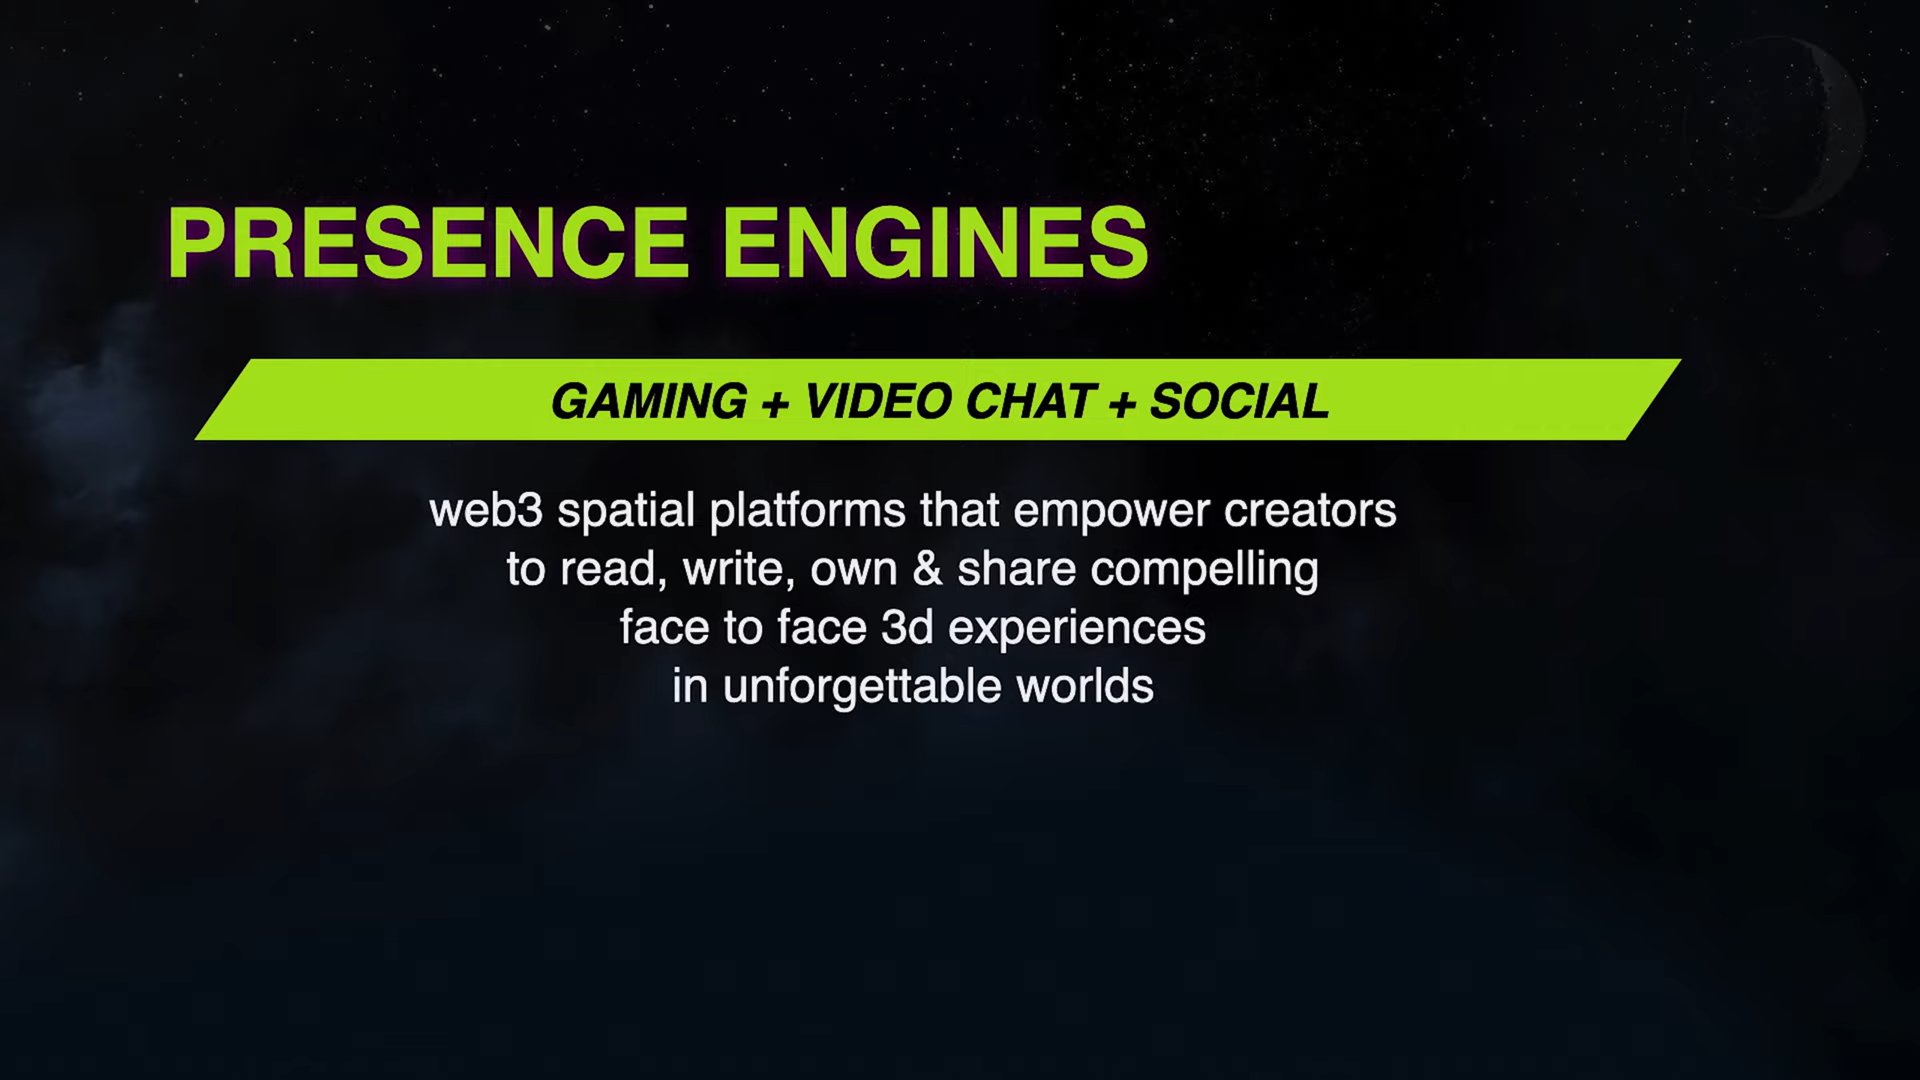 PRESENCE ENGINES
GAMING + VIDEO CHAT + SOCIAL
web3 spatial platforms that empower creators
to read, write, own & share compelling
face to face 3d experiences
in unforgettable worlds